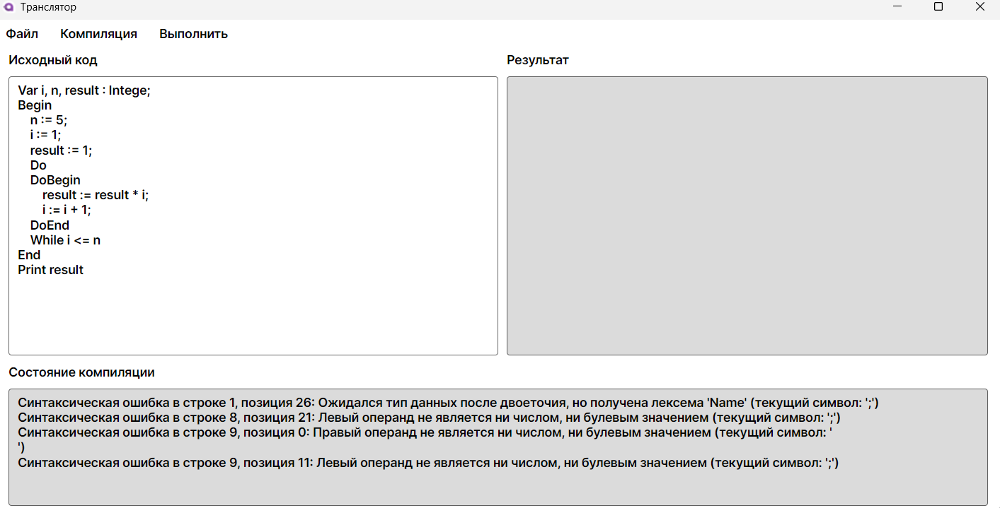 Транслятор
Файл Компиляция Выполнить
Исходный код
Var i, n, result : Intege;
Begin
n := 5;
i := 1;
result := 1;
Do
DoBegin
result := result * i;
i := i + 1;
DoEnd
While i <= n
End
Print result
Результат
Состояние компиляции
Синтаксическая ошибка в строке 1, позиция 26: Ожидался тип данных после двоеточия, но получена лексема 'Name' (текущий символ: ';')
Синтаксическая ошибка в строке 8, позиция 21: Левый операнд не является ни числом, ни булевым значением (текущий символ: ';')
Синтаксическая ошибка в строке 9, позиция 0: Правый операнд не является ни числом, ни булевым значением (текущий символ: '
')
Синтаксическая ошибка в строке 9, позиция 11: Левый операнд не является ни числом, ни булевым значением (текущий символ: ';')